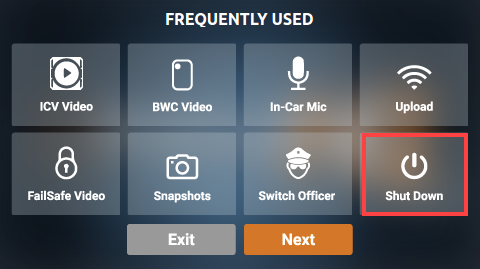 FREQUENTLY USED
ICV Video
BWC Video
In-Car Mic
Upload
FailSafe Video
Snapshots
Switch Officer
Shut Down
Exit
Next